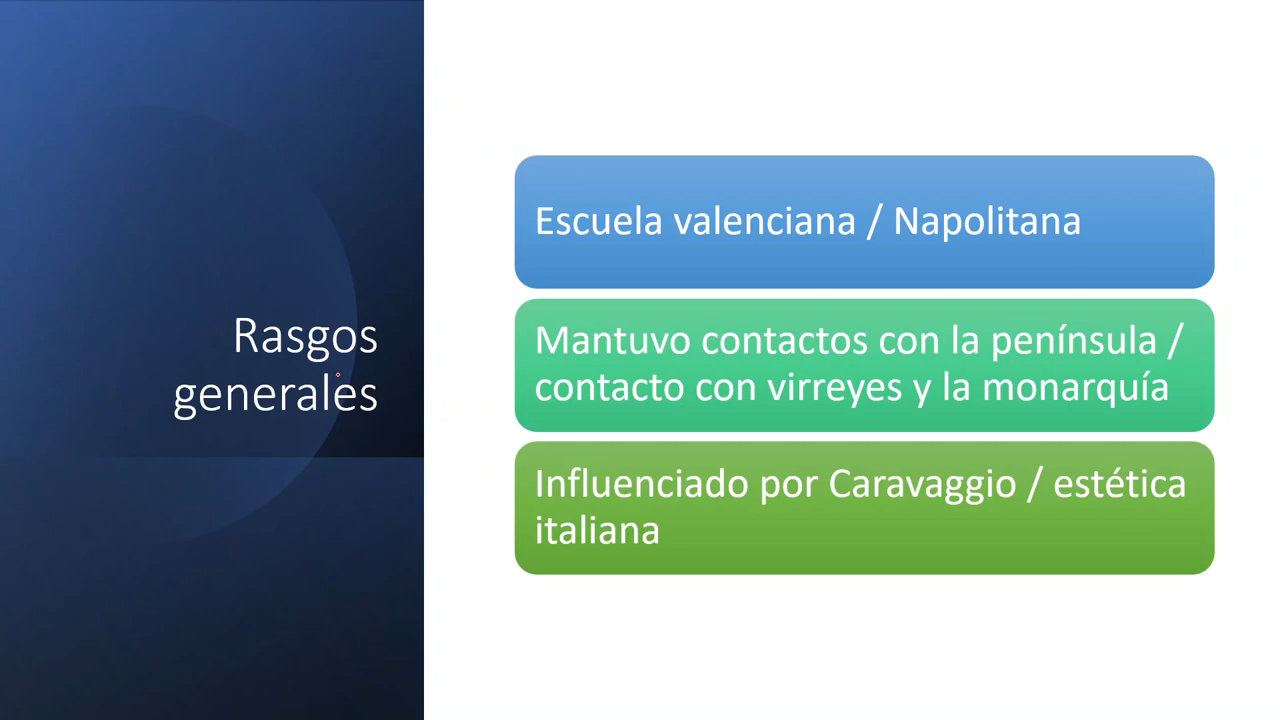 Rasgos
generales
Escuela valenciana / Napolitana
Mantuvo contactos con la península /
contacto con virreyes y la monarquía
Influenciado por Caravaggio / estética
italiana